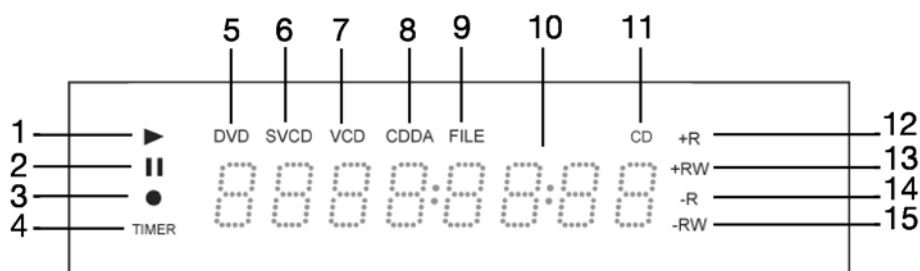 5 6 7 8 9 10 11
1 DVD SVCD VCD CDDA FILE CD +R 12
2 +RW 13
3 -R 14
4 TIMER -RW 15